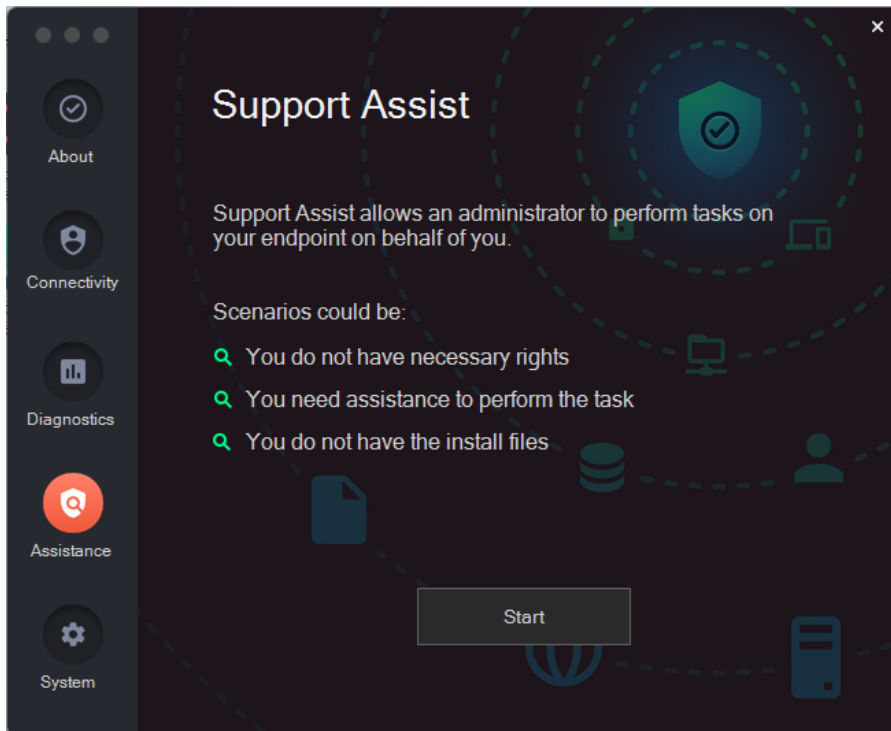 Support Assist
About
Support Assist allows an administrator to perform tasks on
your endpoint on behalf of you.
Connectivity
Scenarios could be:
You do not have necessary rights
You need assistance to perform the task
Diagnostics
You do not have the install files
Assistance
Start
System